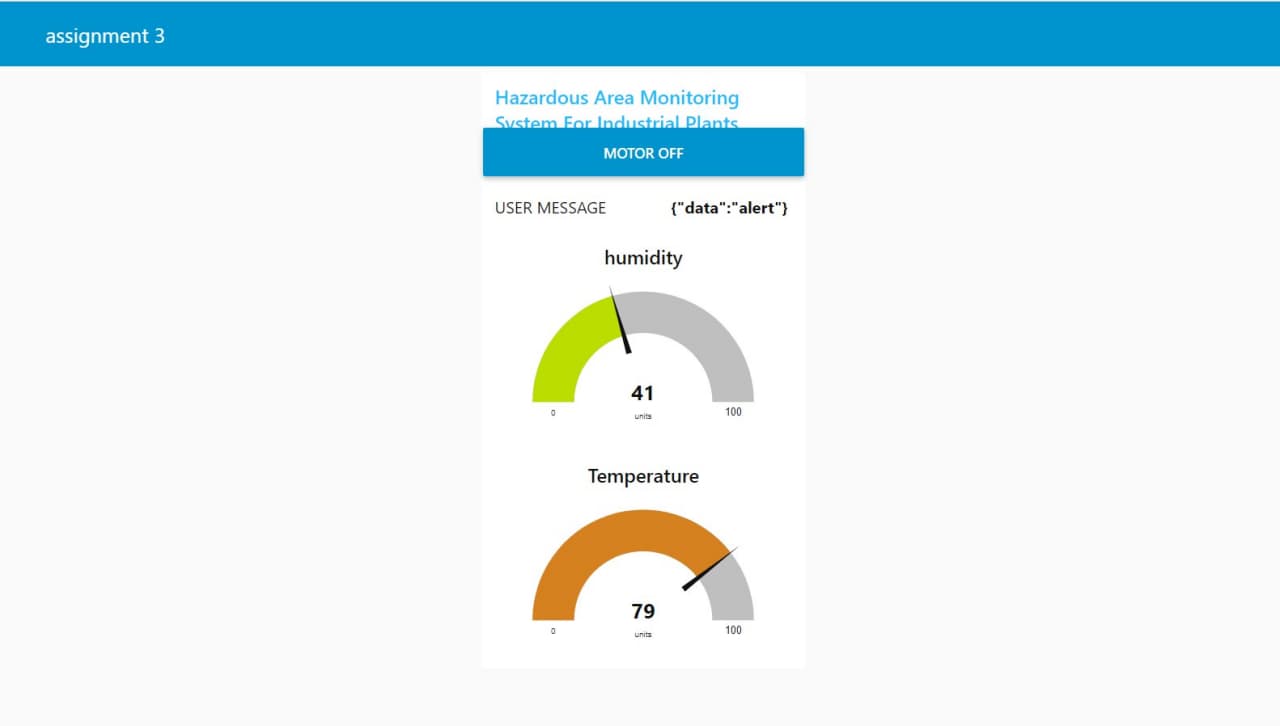 assignment 3
Hazardous Area Monitoring
System For Industrial Plants
MOTOR OFF
USER MESSAGE {"data":"alert"}
humidity
41
0 units 100
Temperature
79
0 units 100